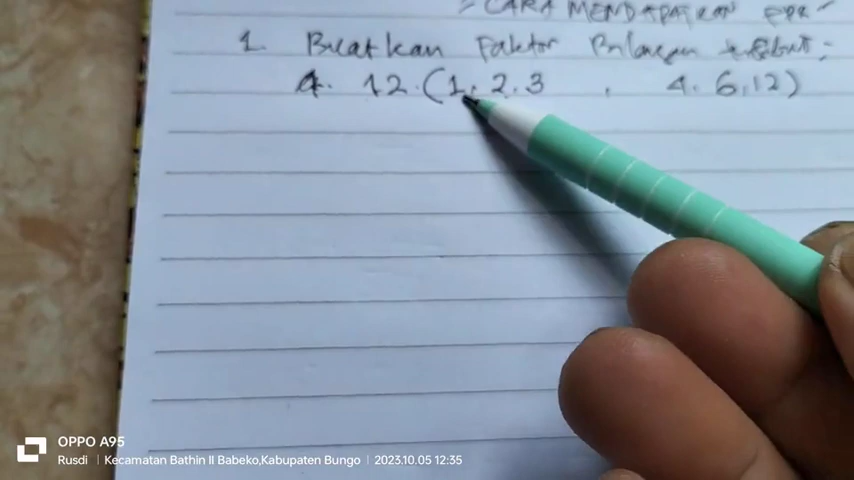 = CARA MENDAPATKAN FPB
1. Buatkan Faktor Bilangan tersebut:
a. 12. (1. 2. 3 , 4. 6. 12)
OPPO A95
Rusdi | Kecamatan Bathin II Babeko,Kabupaten Bungo | 2023.10.05 12:35